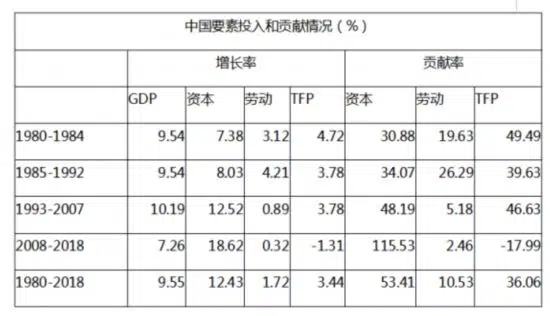 中国要素投入和贡献情况（%）
增长率 贡献率
GDP 资本 劳动 TFP 资本 劳动 TFP
1980-1984 9.54 7.38 3.12 4.72 30.88 19.63 49.49
1985-1992 9.54 8.03 4.21 3.78 34.07 26.29 39.63
1993-2007 10.19 12.52 0.89 3.78 48.19 5.18 46.63
2008-2018 7.26 18.62 0.32 -1.31 115.53 2.46 -17.99
1980-2018 9.55 12.43 1.72 3.44 53.41 10.53 36.06